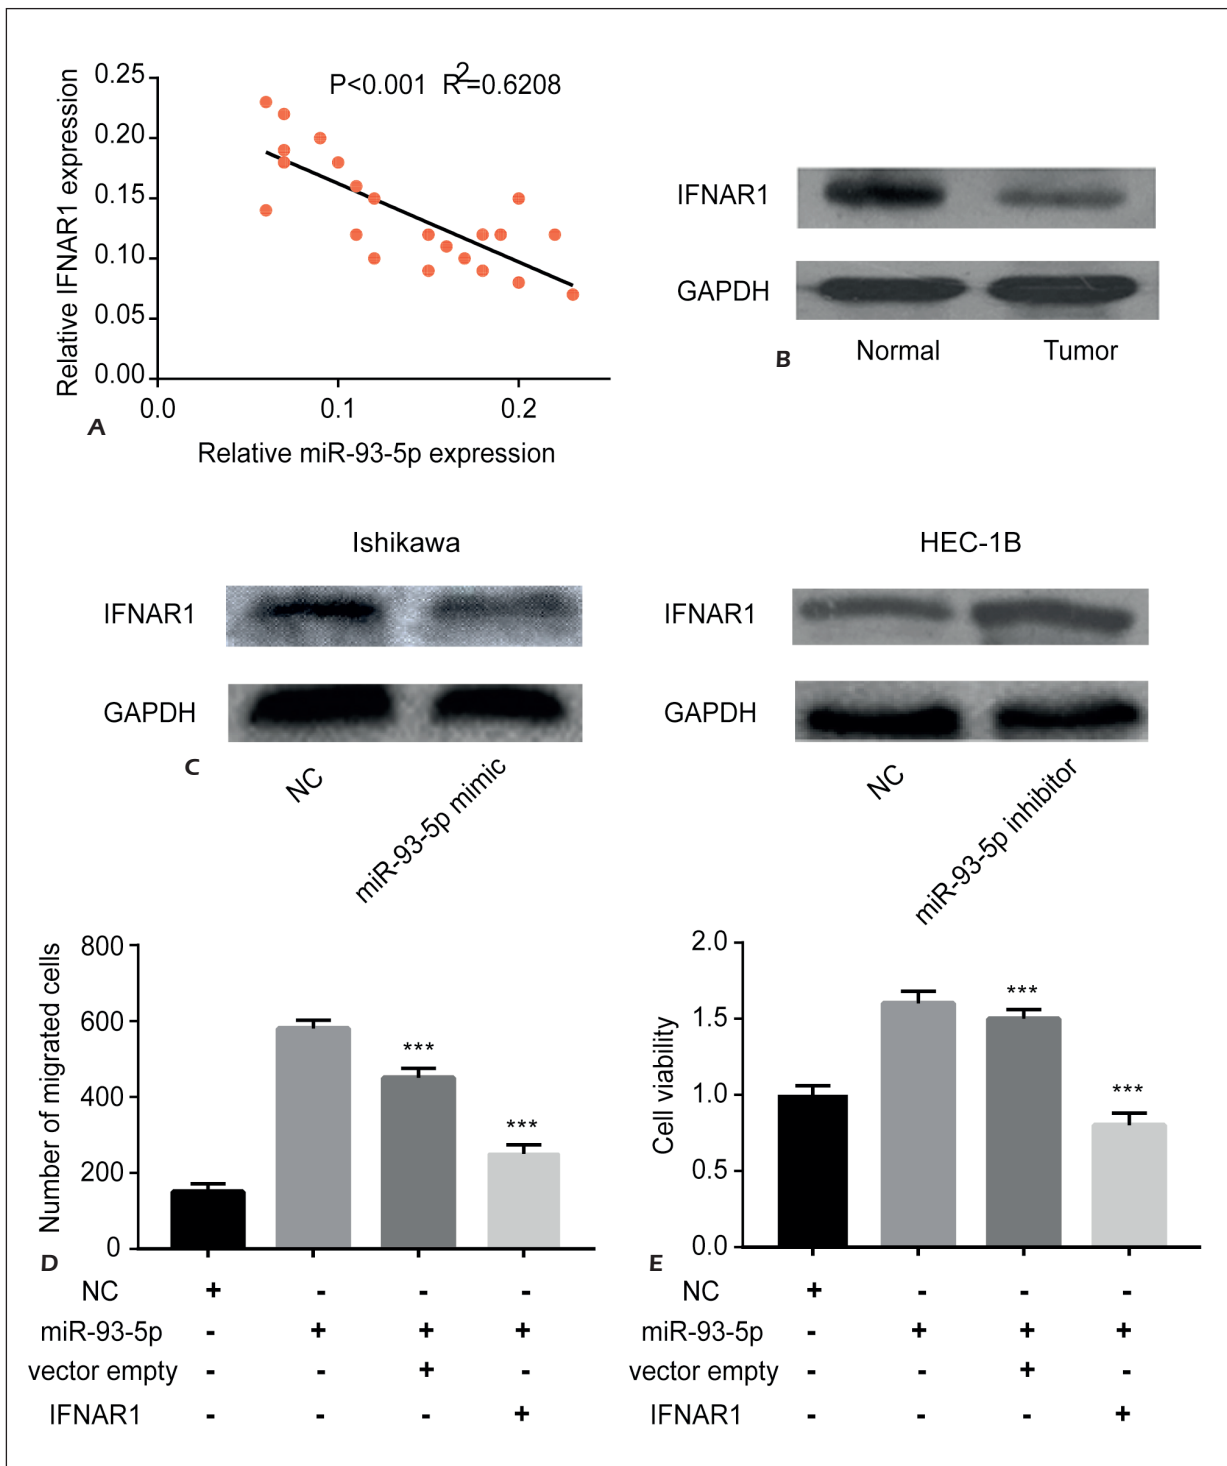 P<0.001 R2=0.6208
Relative IFNAR1 expression
0.25
0.20
0.15
0.10
0.05
0.00
0.0 0.1 0.2
Relative miR-93-5p expression
A
IFNAR1
GAPDH
Normal Tumor
B
Ishikawa
IFNAR1
GAPDH
NC
miR-93-5p mimic
C
HEC-1B
IFNAR1
GAPDH
NC
miR-93-5p inhibitor
Number of migrated cells
800
600
400
200
0
***
***
D
NC + - - -
miR-93-5p - + + +
vector empty - - + -
IFNAR1 - - - +
Cell viability
2.0
1.5
1.0
0.5
0.0
***
***
E
NC + - - -
miR-93-5p - + + +
vector empty - - + -
IFNAR1 - - - +